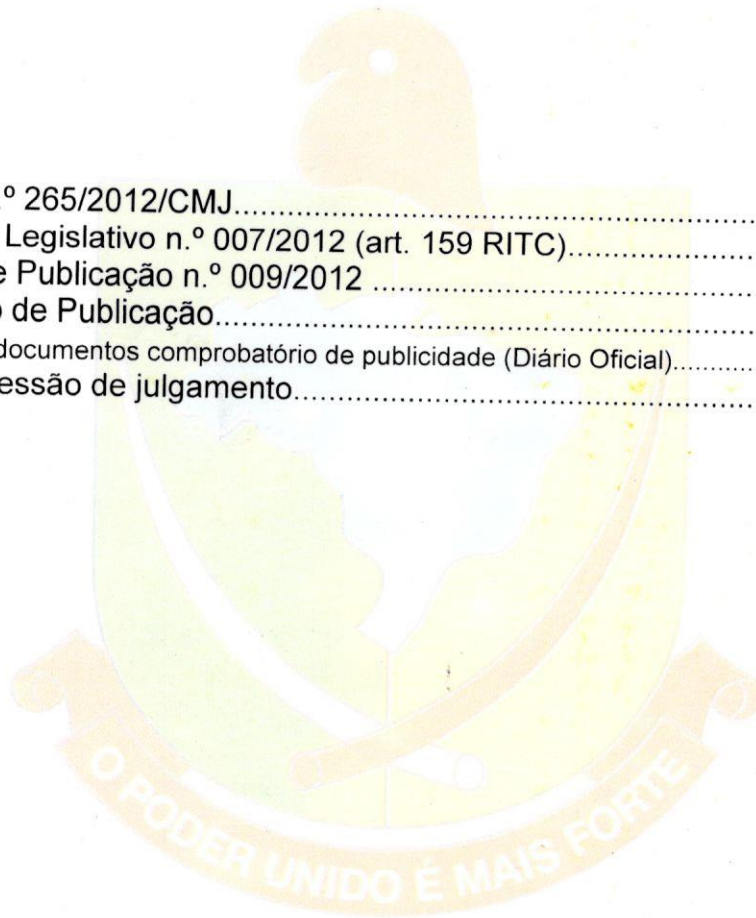 .º 265/2012/CMJ..........................................................
Legislativo n.º 007/2012 (art. 159 RITC)........................
e Publicação n.º 009/2012 ..............................................
o de Publicação................................................................
documentos comprobatório de publicidade (Diário Oficial)............
essão de julgamento.......................................................
O PODER UNIDO É MAIS FORTE